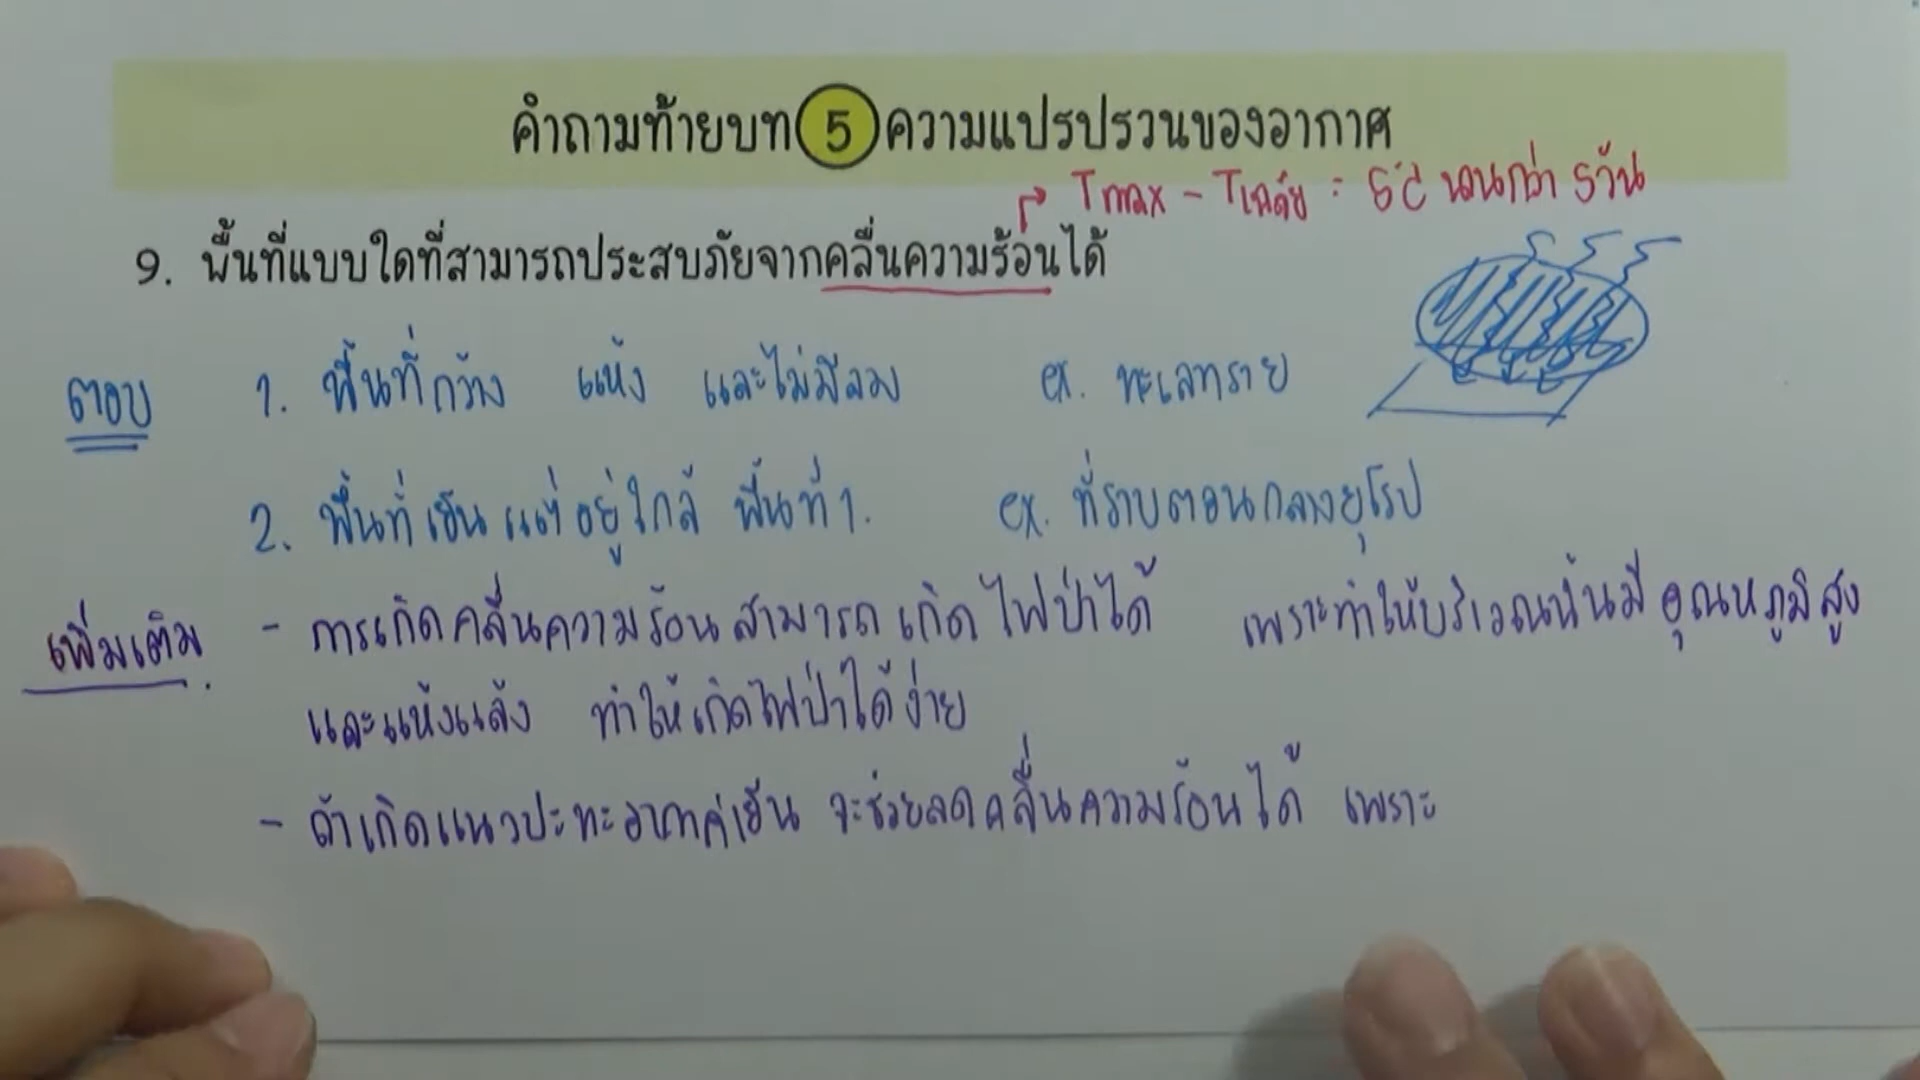 คำถามท้ายบท 5 ความแปรปรวนของอากาศ
Tmax - Tเฉลี่ย = 5°C นานกว่า 5วัน
9. พื้นที่แบบใดที่สามารถประสบภัยจากคลื่นความร้อนได้
ตอบ 1. พื้นที่กว้าง แห้ง และไม่มีลม ex. ทะเลทราย
2. พื้นที่เย็น แต่อยู่ใกล้ พื้นที่ 1. ex. ที่ราบตอนกลางยุโรป
เพิ่มเติม - การเกิดคลื่นความร้อนสามารถเกิดไฟป่าได้ เพราะทำให้บริเวณนั้นมีอุณหภูมิสูง
และแห้งแล้ง ทำให้เกิดไฟป่าได้ง่าย
- ถ้าเกิดแนวปะทะอากาศเย็น จะช่วยลดคลื่นความร้อนได้ เพราะ